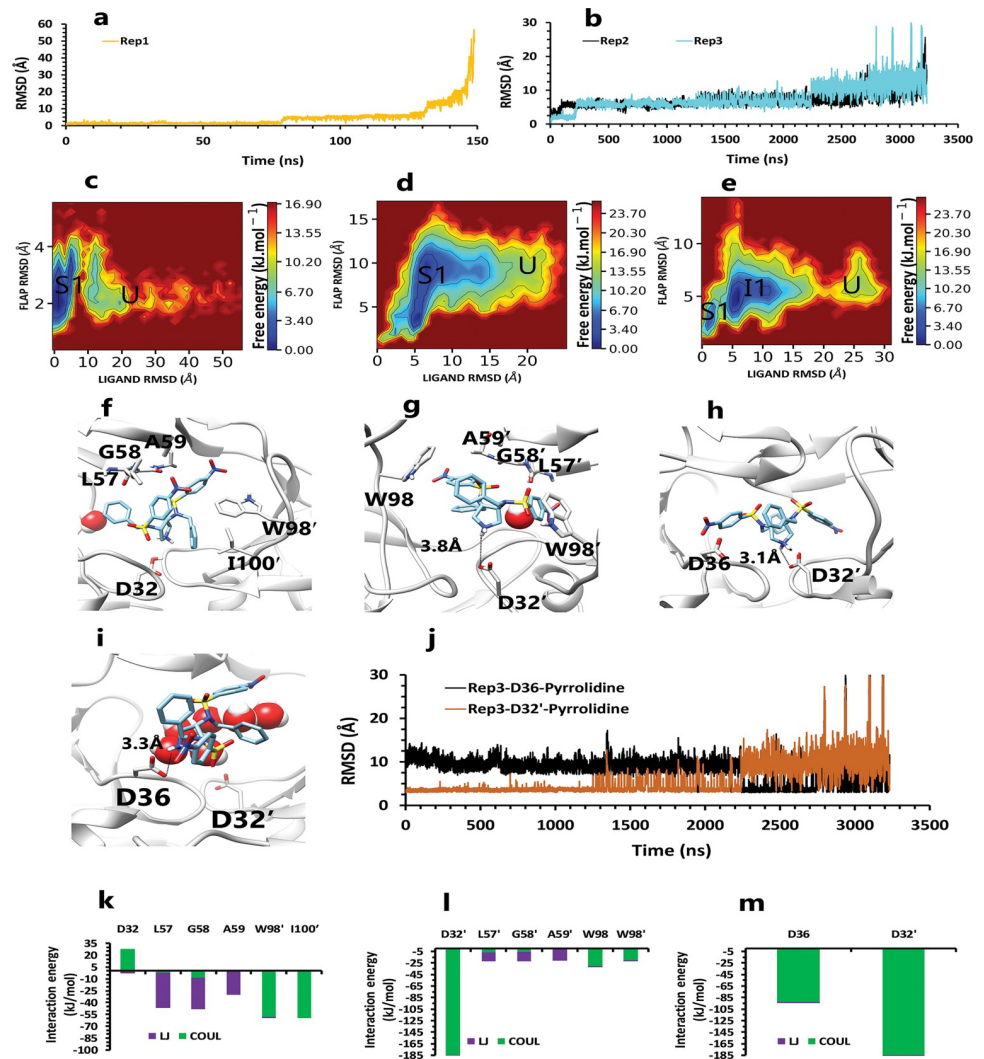 a
RMSD (Å)
60
50
40
30
20
10
0
Rep1
0
50
100
150
Time (ns)
b
RMSD (Å)
30
20
10
0
Rep2
Rep3
0
500
1000
1500
2000
2500
3000
3500
Time (ns)
c
FLAP RMSD (Å)
4
2
S1
U
0
10
20
30
40
50
LIGAND RMSD (Å)
16.90
13.55
10.20
6.70
3.40
0.00
Free energy (kJ.mol⁻¹)
d
FLAP RMSD (Å)
15
10
5
0
S1
U
0
5
10
15
20
LIGAND RMSD (Å)
23.70
20.30
16.90
13.55
10.20
6.70
3.40
0.00
Free energy (kJ.mol⁻¹)
e
FLAP RMSD (Å)
10
5
S1
I1
U
0
5
10
15
20
25
30
LIGAND RMSD (Å)
23.70
20.30
16.90
13.55
10.20
6.70
3.40
0.00
Free energy (kJ.mol⁻¹)
f
A59
G58
L57
W98′
I100′
D32
g
A59′
G58′
L57′
W98
3.8Å
W98′
D32′
h
D36
3.1Å
D32′
i
3.3Å
D36
D32′
j
RMSD (Å)
30
20
10
0
Rep3-D36-Pyrrolidine
Rep3-D32'-Pyrrolidine
0
500
1000
1500
2000
2500
3000
3500
Time (ns)
k
D32 L57 G58 A59 W98' I100′
Interaction energy (kJ/mol)
35
20
5
-10
-25
-40
-55
-70
-85
-100
LJ COUL
l
D32' L57' G58' A59' W98 W98'
Interaction energy (kJ/mol)
-5
-25
-45
-65
-85
-105
-125
-145
-165
-185
LJ COUL
m
D36 D32'
Interaction energy (kJ/mol)
-5
-25
-45
-65
-85
-105
-125
-145
-165
-185
LJ COUL